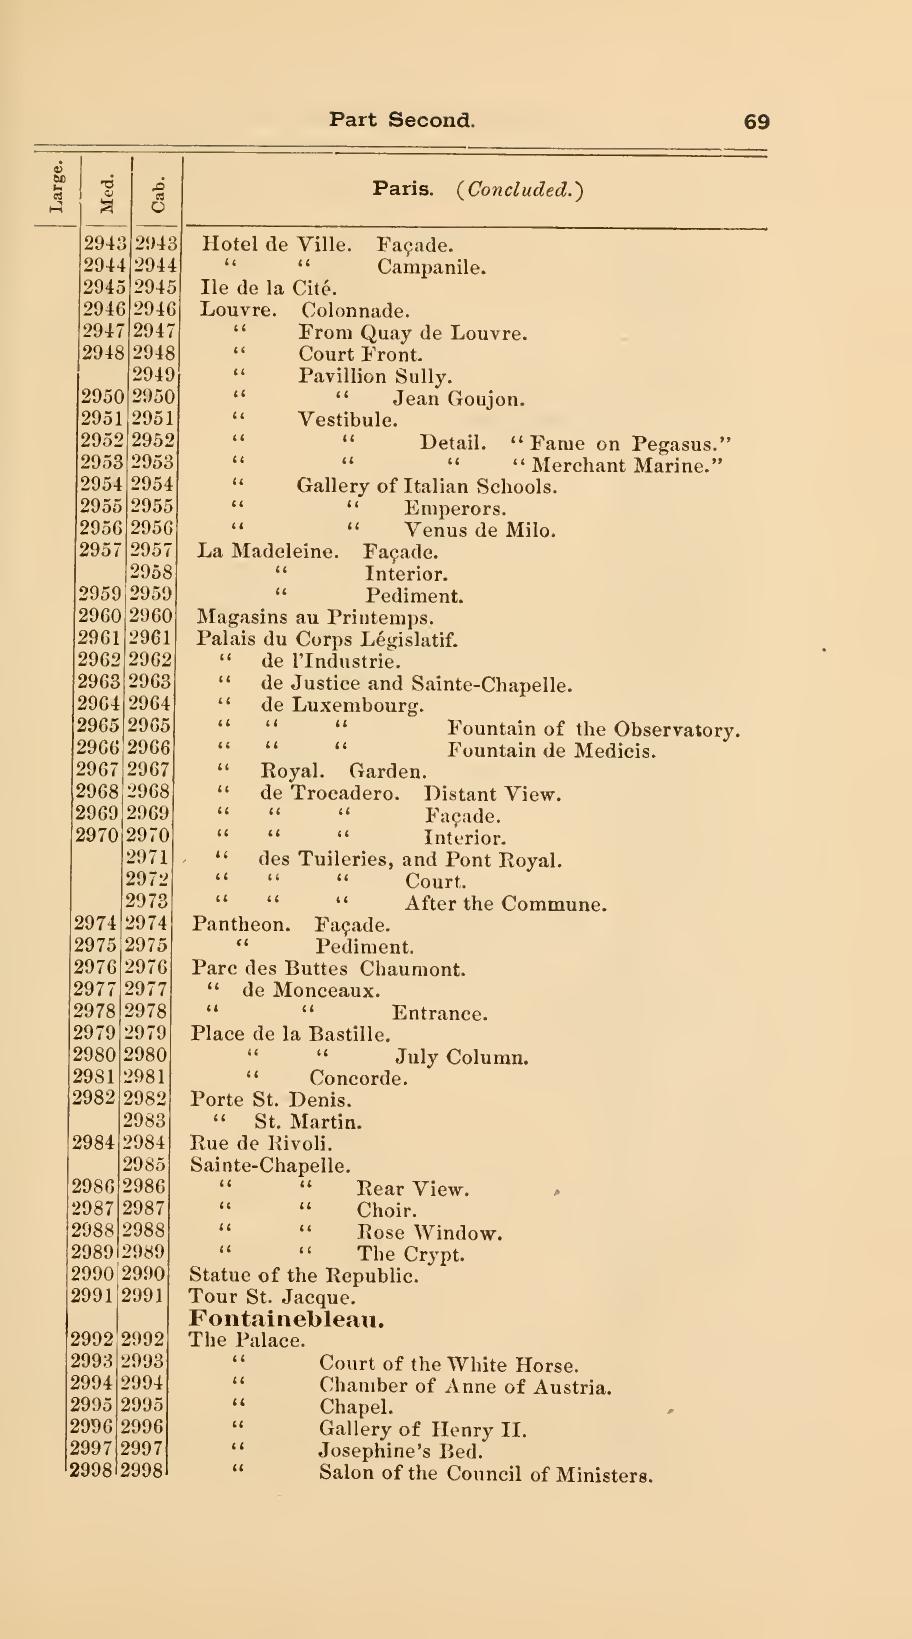 Part Second. 69
Large. Med. Cab. Paris. (Concluded.)
2943 2943 Hotel de Ville. Façade.
2944 2944 “ “ Campanile.
2945 2945 Ile de la Cité.
2946 2946 Louvre. Colonnade.
2947 2947 “ From Quay de Louvre.
2948 2948 “ Court Front.
2949 “ Pavillion Sully.
2950 2950 “ “ Jean Goujon.
2951 2951 “ Vestibule.
2952 2952 “ “ Detail. “Fame on Pegasus.”
2953 2953 “ “ “ “Merchant Marine.”
2954 2954 “ Gallery of Italian Schools.
2955 2955 “ “ Emperors.
2956 2956 “ “ Venus de Milo.
2957 2957 La Madeleine. Façade.
2958 “ Interior.
2959 2959 “ Pediment.
2960 2960 Magasins au Printemps.
2961 2961 Palais du Corps Législatif.
2962 2962 “ de l’Industrie.
2963 2963 “ de Justice and Sainte-Chapelle.
2964 2964 “ de Luxembourg.
2965 2965 “ “ “ Fountain of the Observatory.
2966 2966 “ “ “ Fountain de Medicis.
2967 2967 “ Royal. Garden.
2968 2968 “ de Trocadero. Distant View.
2969 2969 “ “ “ Façade.
2970 2970 “ “ “ Interior.
2971 “ des Tuileries, and Pont Royal.
2972 “ “ “ Court.
2973 “ “ “ After the Commune.
2974 2974 Pantheon. Façade.
2975 2975 “ Pediment.
2976 2976 Parc des Buttes Chaumont.
2977 2977 “ de Monceaux.
2978 2978 “ “ Entrance.
2979 2979 Place de la Bastille.
2980 2980 “ “ July Column.
2981 2981 “ Concorde.
2982 2982 Porte St. Denis.
2983 “ St. Martin.
2984 2984 Rue de Rivoli.
2985 Sainte-Chapelle.
2986 2986 “ “ Rear View.
2987 2987 “ “ Choir.
2988 2988 “ “ Rose Window.
2989 2989 “ “ The Crypt.
2990 2990 Statue of the Republic.
2991 2991 Tour St. Jacque.
Fontainebleau.
2992 2992 The Palace.
2993 2993 “ Court of the White Horse.
2994 2994 “ Chamber of Anne of Austria.
2995 2995 “ Chapel.
2996 2996 “ Gallery of Henry II.
2997 2997 “ Josephine’s Bed.
2998 2998 “ Salon of the Council of Ministers.